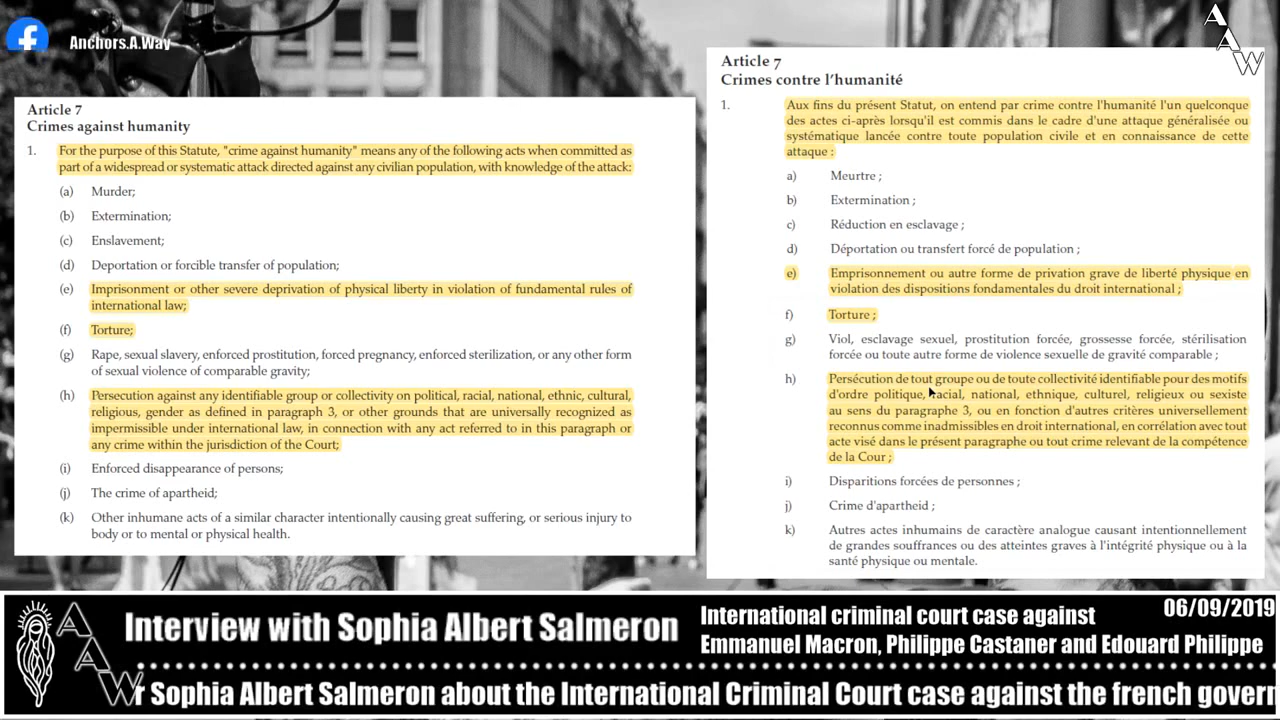 Anchors.A.Way
A
A
W
Article 7
Crimes against humanity
1. For the purpose of this Statute, "crime against humanity" means any of the following acts when committed as
part of a widespread or systematic attack directed against any civilian population, with knowledge of the attack:
(a) Murder;
(b) Extermination;
(c) Enslavement;
(d) Deportation or forcible transfer of population;
(e) Imprisonment or other severe deprivation of physical liberty in violation of fundamental rules of
international law;
(f) Torture;
(g) Rape, sexual slavery, enforced prostitution, forced pregnancy, enforced sterilization, or any other form
of sexual violence of comparable gravity;
(h) Persecution against any identifiable group or collectivity on political, racial, national, ethnic, cultural,
religious, gender as defined in paragraph 3, or other grounds that are universally recognized as
impermissible under international law, in connection with any act referred to in this paragraph or
any crime within the jurisdiction of the Court;
(i) Enforced disappearance of persons;
(j) The crime of apartheid;
(k) Other inhumane acts of a similar character intentionally causing great suffering, or serious injury to
body or to mental or physical health.
Article 7
Crimes contre l'humanité
1. Aux fins du présent Statut, on entend par crime contre l'humanité l'un quelconque
des actes ci-après lorsqu'il est commis dans le cadre d'une attaque généralisée ou
systématique lancée contre toute population civile et en connaissance de cette
attaque :
a) Meurtre ;
b) Extermination ;
c) Réduction en esclavage ;
d) Déportation ou transfert forcé de population ;
e) Emprisonnement ou autre forme de privation grave de liberté physique en
violation des dispositions fondamentales du droit international ;
f) Torture ;
g) Viol, esclavage sexuel, prostitution forcée, grossesse forcée, stérilisation
forcée ou toute autre forme de violence sexuelle de gravité comparable ;
h) Persécution de tout groupe ou de toute collectivité identifiable pour des motifs
d'ordre politique, racial, national, ethnique, culturel, religieux ou sexiste
au sens du paragraphe 3, ou en fonction d'autres critères universellement
reconnus comme inadmissibles en droit international, en corrélation avec tout
acte visé dans le présent paragraphe ou tout crime relevant de la compétence
de la Cour ;
i) Disparitions forcées de personnes ;
j) Crime d'apartheid ;
k) Autres actes inhumains de caractère analogue causant intentionnellement
de grandes souffrances ou des atteintes graves à l'intégrité physique ou à la
santé physique ou mentale.
A
A
W
Interview with Sophia Albert Salmeron
International criminal court case against
Emmanuel Macron, Philippe Castaner and Edouard Philippe
06/09/2019
r Sophia Albert Salmeron about the International Criminal Court case against the french govern